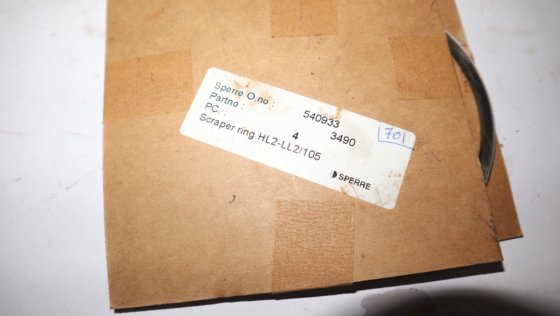 Sperre O.no :
540933
Partno :
4 3490
PC.
Scraper ring HL2-LL2/105
701
SPERRE